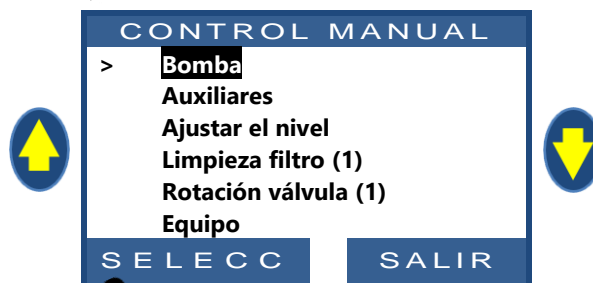 CONTROL MANUAL
> Bomba
Auxiliares
Ajustar el nivel
Limpieza filtro (1)
Rotación válvula (1)
Equipo
SELECC SALIR